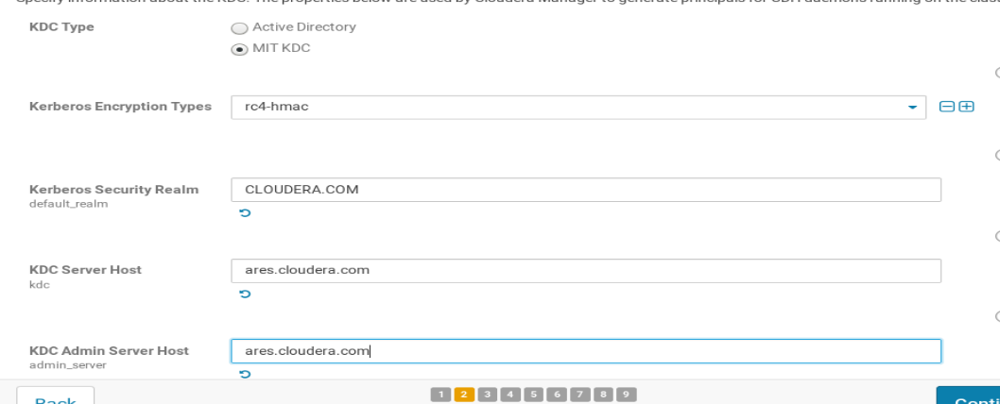 Specify information about the KDC. The properties below are used by Cloudera Manager to generate principals for CDH daemons running on the
KDC Type
Active Directory
MIT KDC
Kerberos Encryption Types
rc4-hmac
Kerberos Security Realm
default_realm
CLOUDERA.COM
KDC Server Host
kdc
ares.cloudera.com
KDC Admin Server Host
admin_server
ares.cloudera.com
Back
1 2 3 4 5 6 7 8 9